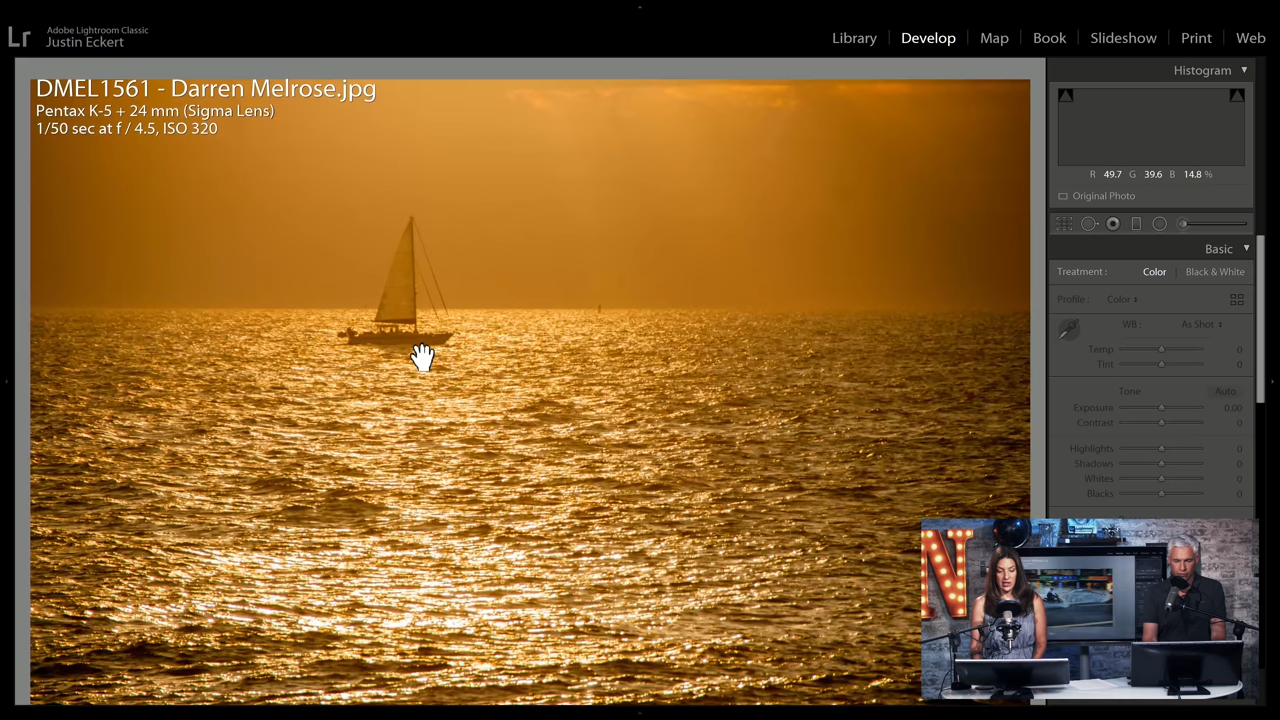 Lr
Adobe Lightroom Classic
Justin Eckert
Library
Develop
Map
Book
Slideshow
Print
Web
DMEL1561 - Darren Melrose.jpg
Pentax K-5 + 24 mm (Sigma Lens)
1/50 sec at f / 4.5, ISO 320
Histogram
R 49.7 G 39.6 B 14.8 %
Original Photo
Basic
Treatment : Color Black & White
Profile : Color
WB : As Shot
Temp 0
Tint 0
Tone Auto
Exposure 0.00
Contrast 0
Highlights 0
Shadows 0
Whites 0
Blacks 0
N